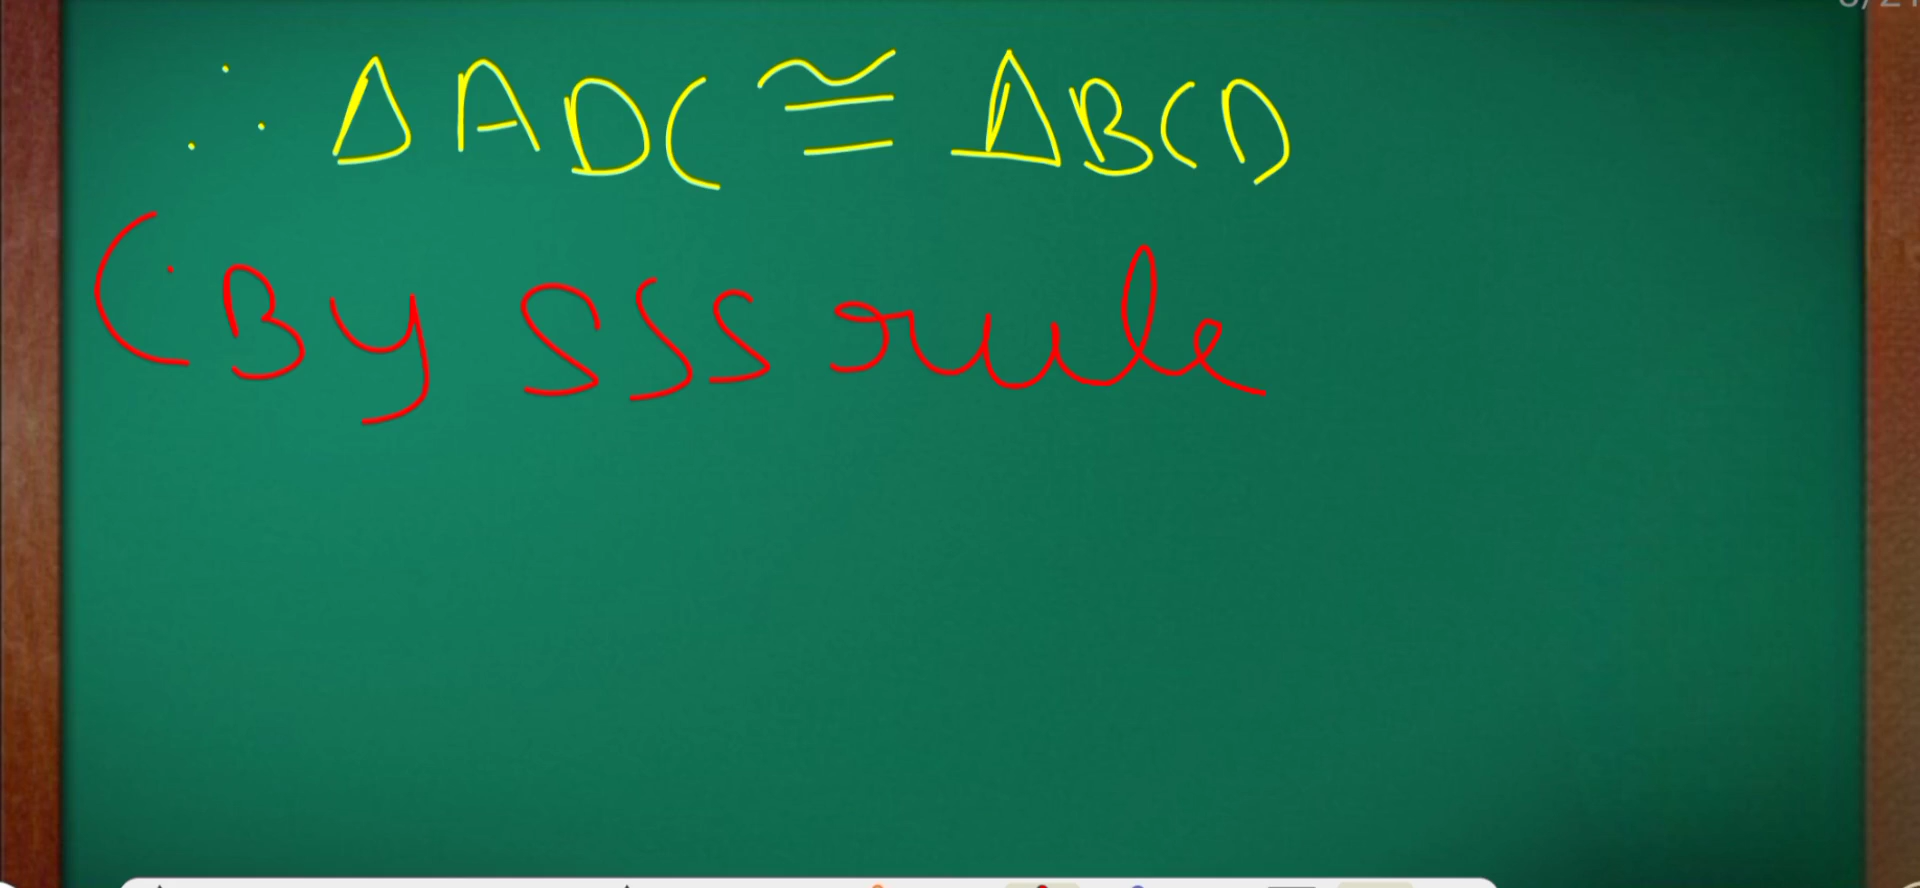 ∴ ΔADC ≅ ΔBCD
(By SSS rule